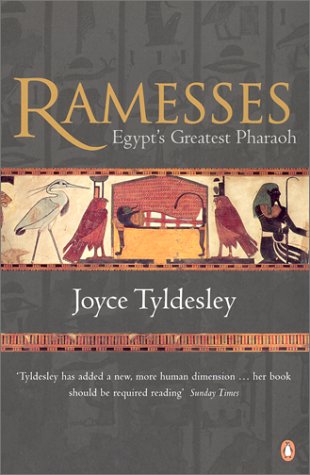 RAMESSES
Egypt's Greatest Pharaoh
Joyce Tyldesley
‘Tyldesley has added a new, more human dimension … her book
should be required reading’ Sunday Times